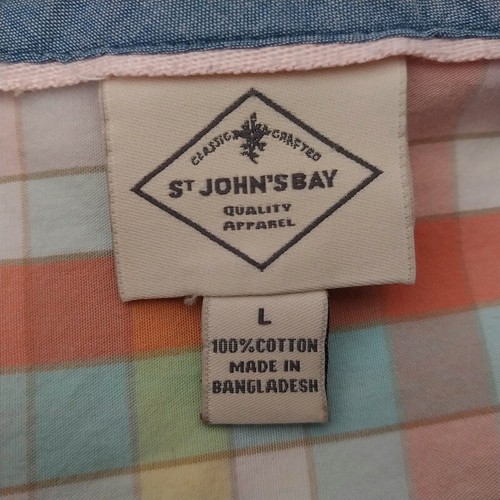 CLASSIC CRAFTED
ST JOHN'S BAY
QUALITY
APPAREL
L
100% COTTON
MADE IN
BANGLADESH